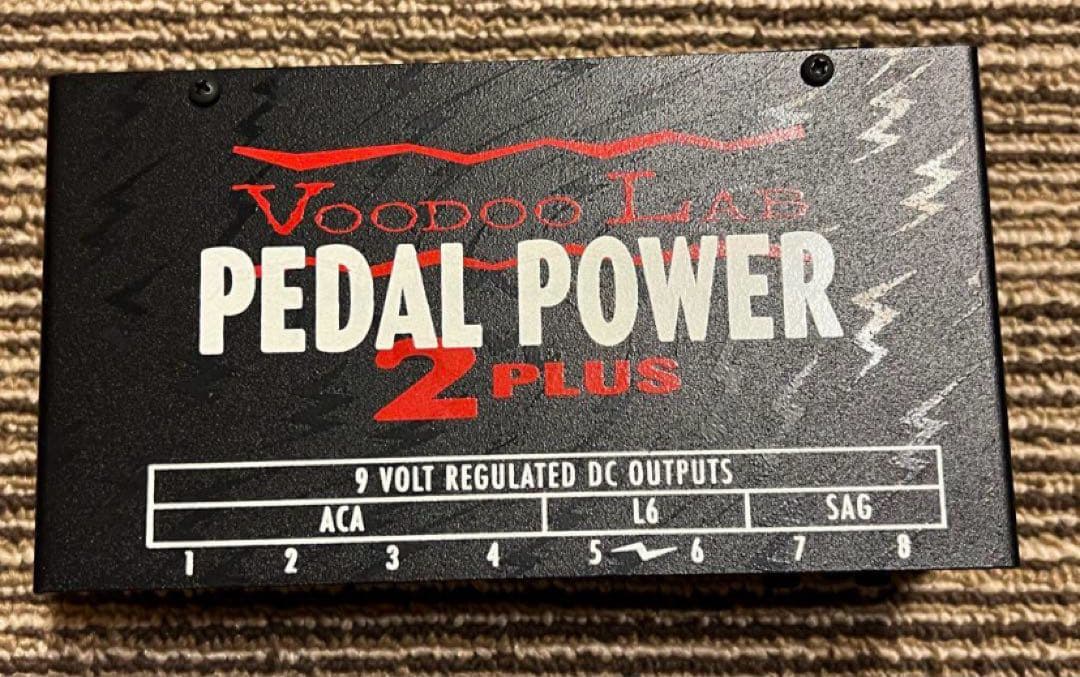 VOODOO LAB
PEDAL POWER
2 PLUS
9 VOLT REGULATED DC OUTPUTS
ACA L6 SAG
1 2 3 4 5 6 7 8